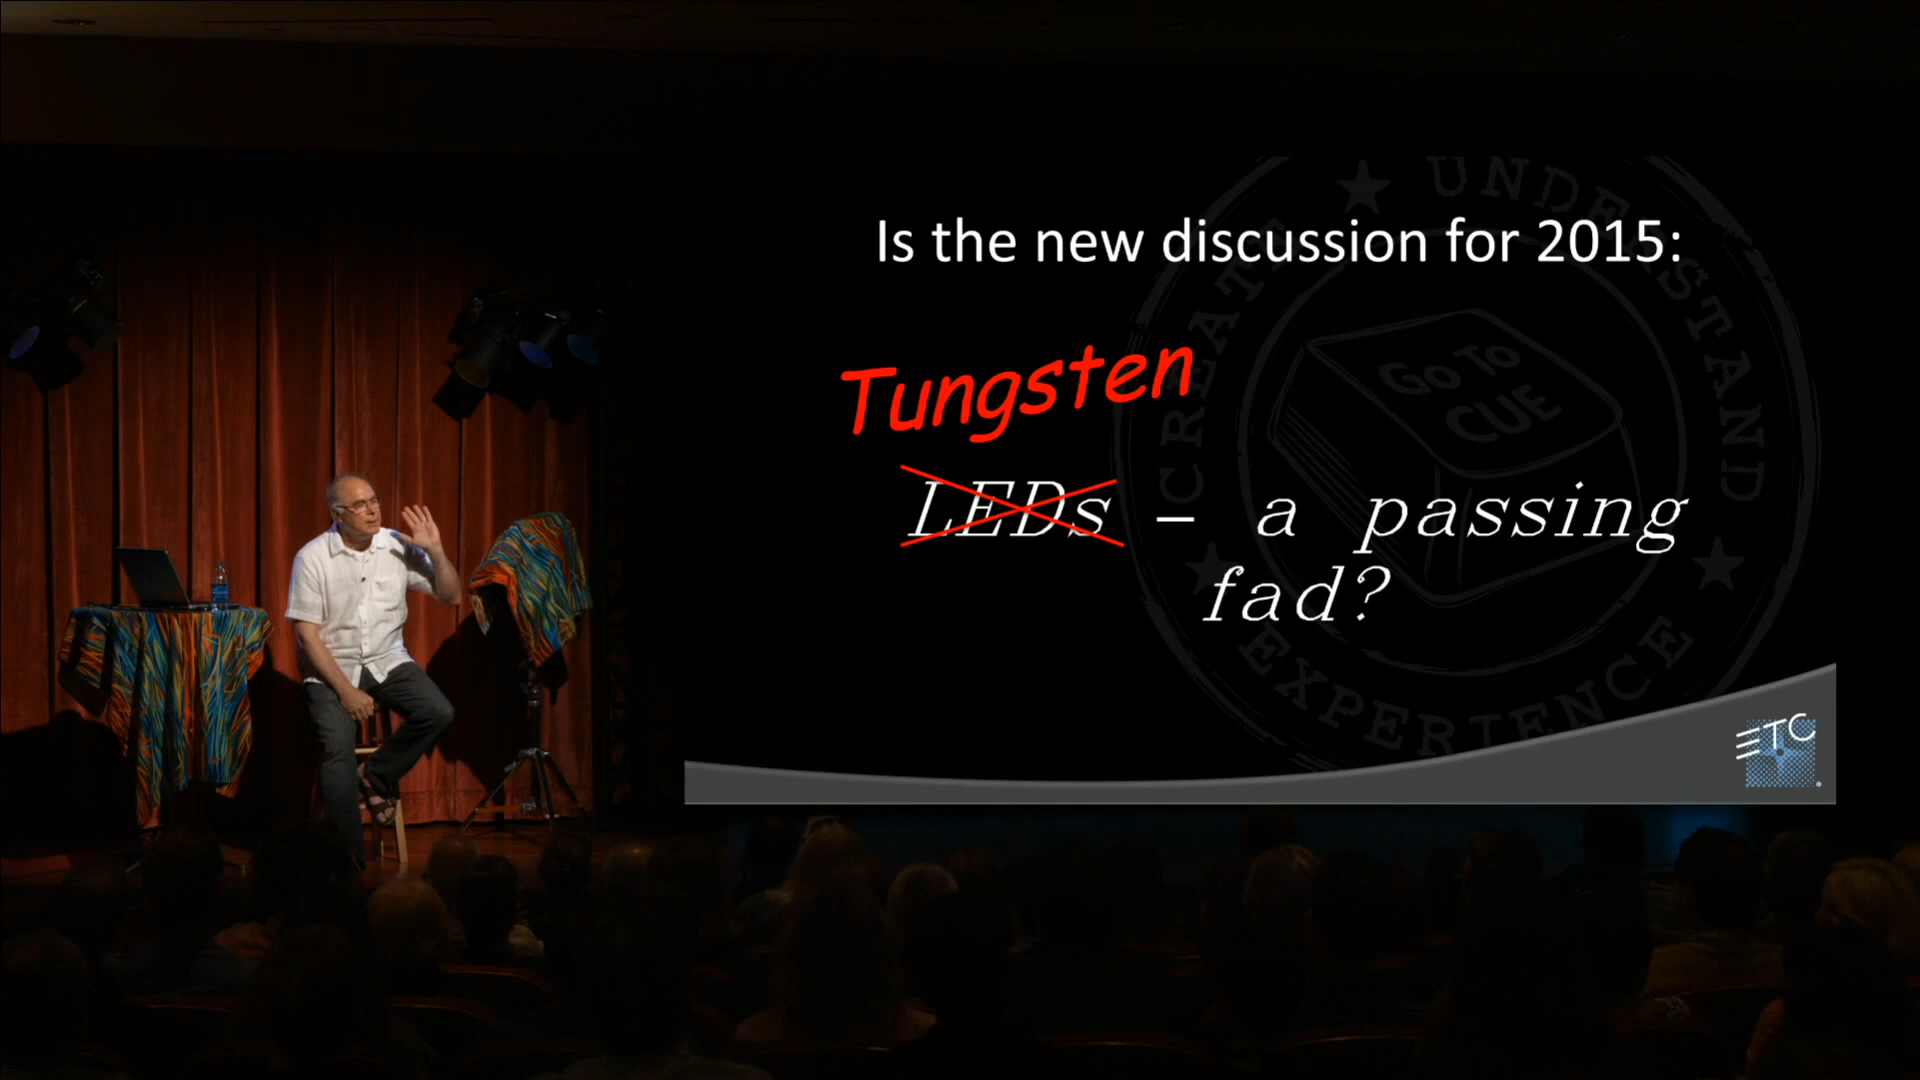 Is the new discussion for 2015:
Tungsten
LEDs – a passing
fad?
CREATE ★ UNDERSTAND ★ EXPERIENCE ★
GO TO
CUE
ETC